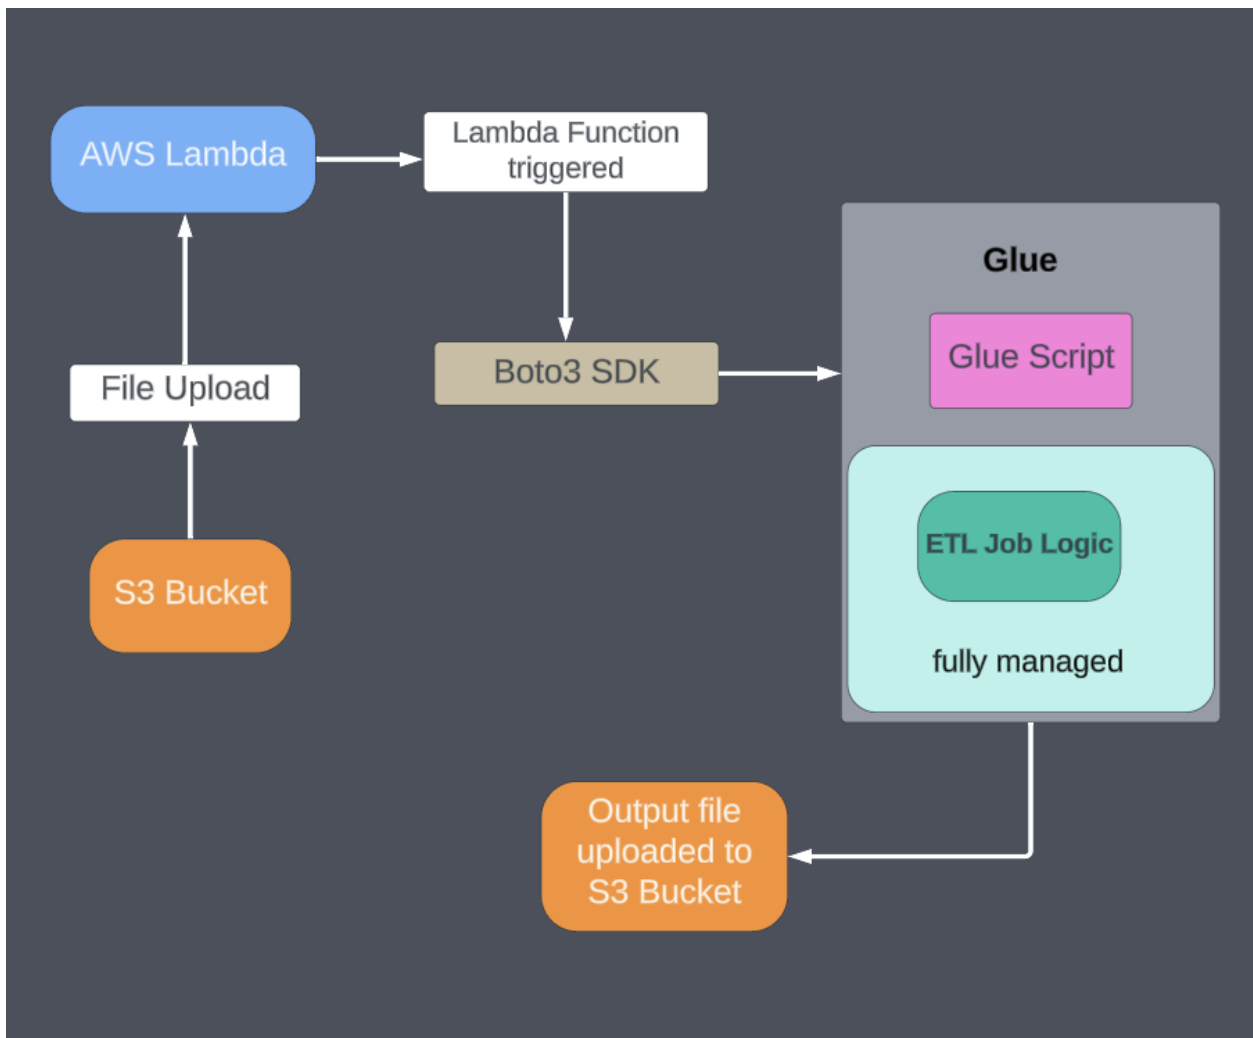 AWS Lambda
Lambda Function
triggered
Glue
Glue Script
Boto3 SDK
File Upload
ETL Job Logic
S3 Bucket
fully managed
Output file
uploaded to
S3 Bucket